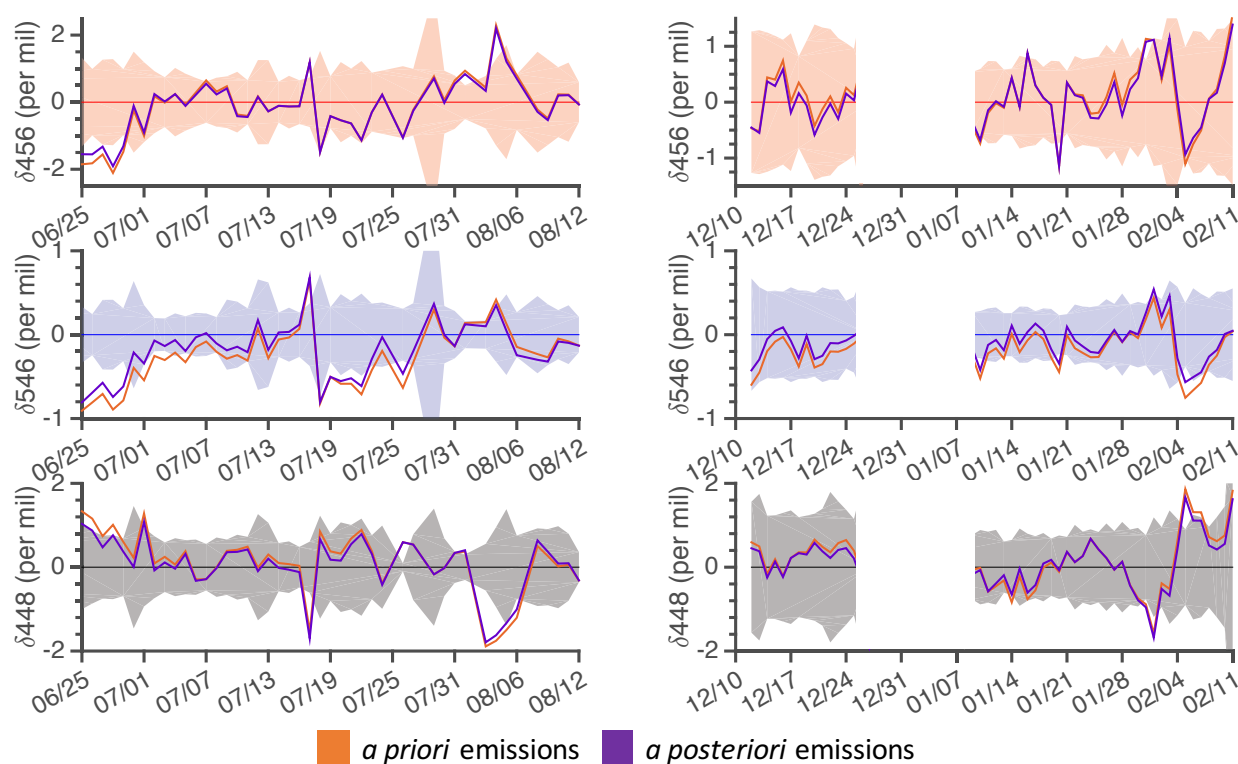 δ456 (per mil)
2
0
-2
06/25 07/01 07/07 07/13 07/19 07/25 07/31 08/06 08/12
δ456 (per mil)
1
0
-1
12/10 12/17 12/24 12/31 01/07 01/14 01/21 01/28 02/04 02/11
δ546 (per mil)
1
0
-1
06/25 07/01 07/07 07/13 07/19 07/25 07/31 08/06 08/12
δ546 (per mil)
1
0
-1
12/10 12/17 12/24 12/31 01/07 01/14 01/21 01/28 02/04 02/11
δ448 (per mil)
2
0
-2
06/25 07/01 07/07 07/13 07/19 07/25 07/31 08/06 08/12
δ448 (per mil)
2
0
-2
12/10 12/17 12/24 12/31 01/07 01/14 01/21 01/28 02/04 02/11
a priori emissions a posteriori emissions